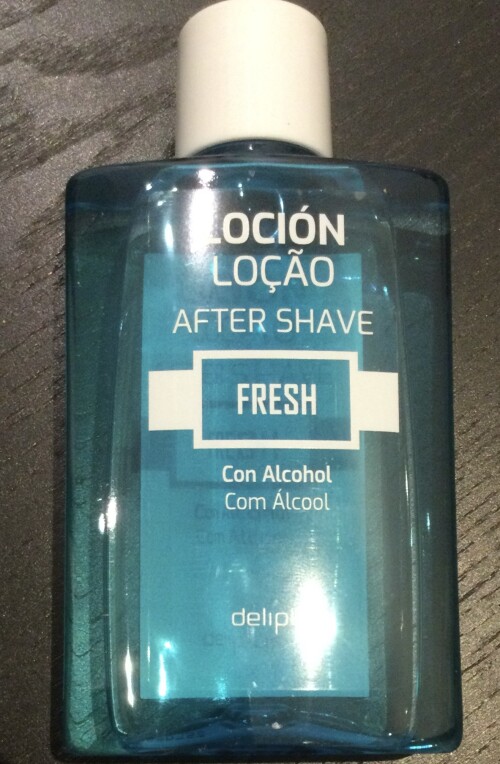 LOCIÓN
LOÇÃO
AFTER SHAVE
FRESH
Con Alcohol
Com Álcool